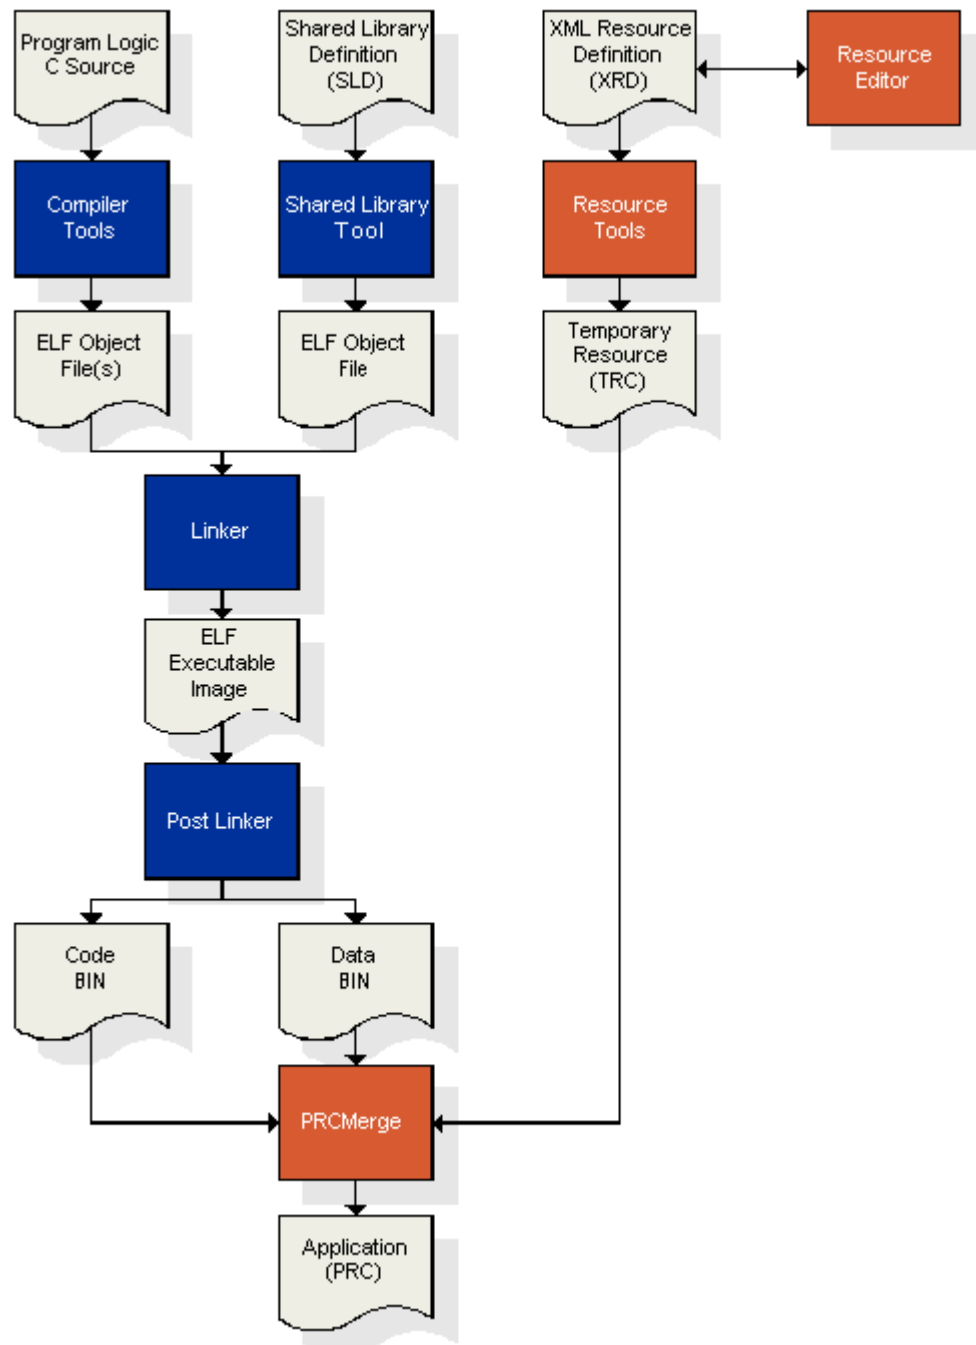 Program Logic
C Source
Shared Library
Definition
(SLD)
XML Resource
Definition
(XRD)
Resource
Editor
Compiler
Tools
Shared Library
Tool
Resource
Tools
ELF Object
File(s)
ELF Object
File
Temporary
Resource
(TRC)
Linker
ELF
Executable
Image
Post Linker
Code
BIN
Data
BIN
PRCMerge
Application
(PRC)